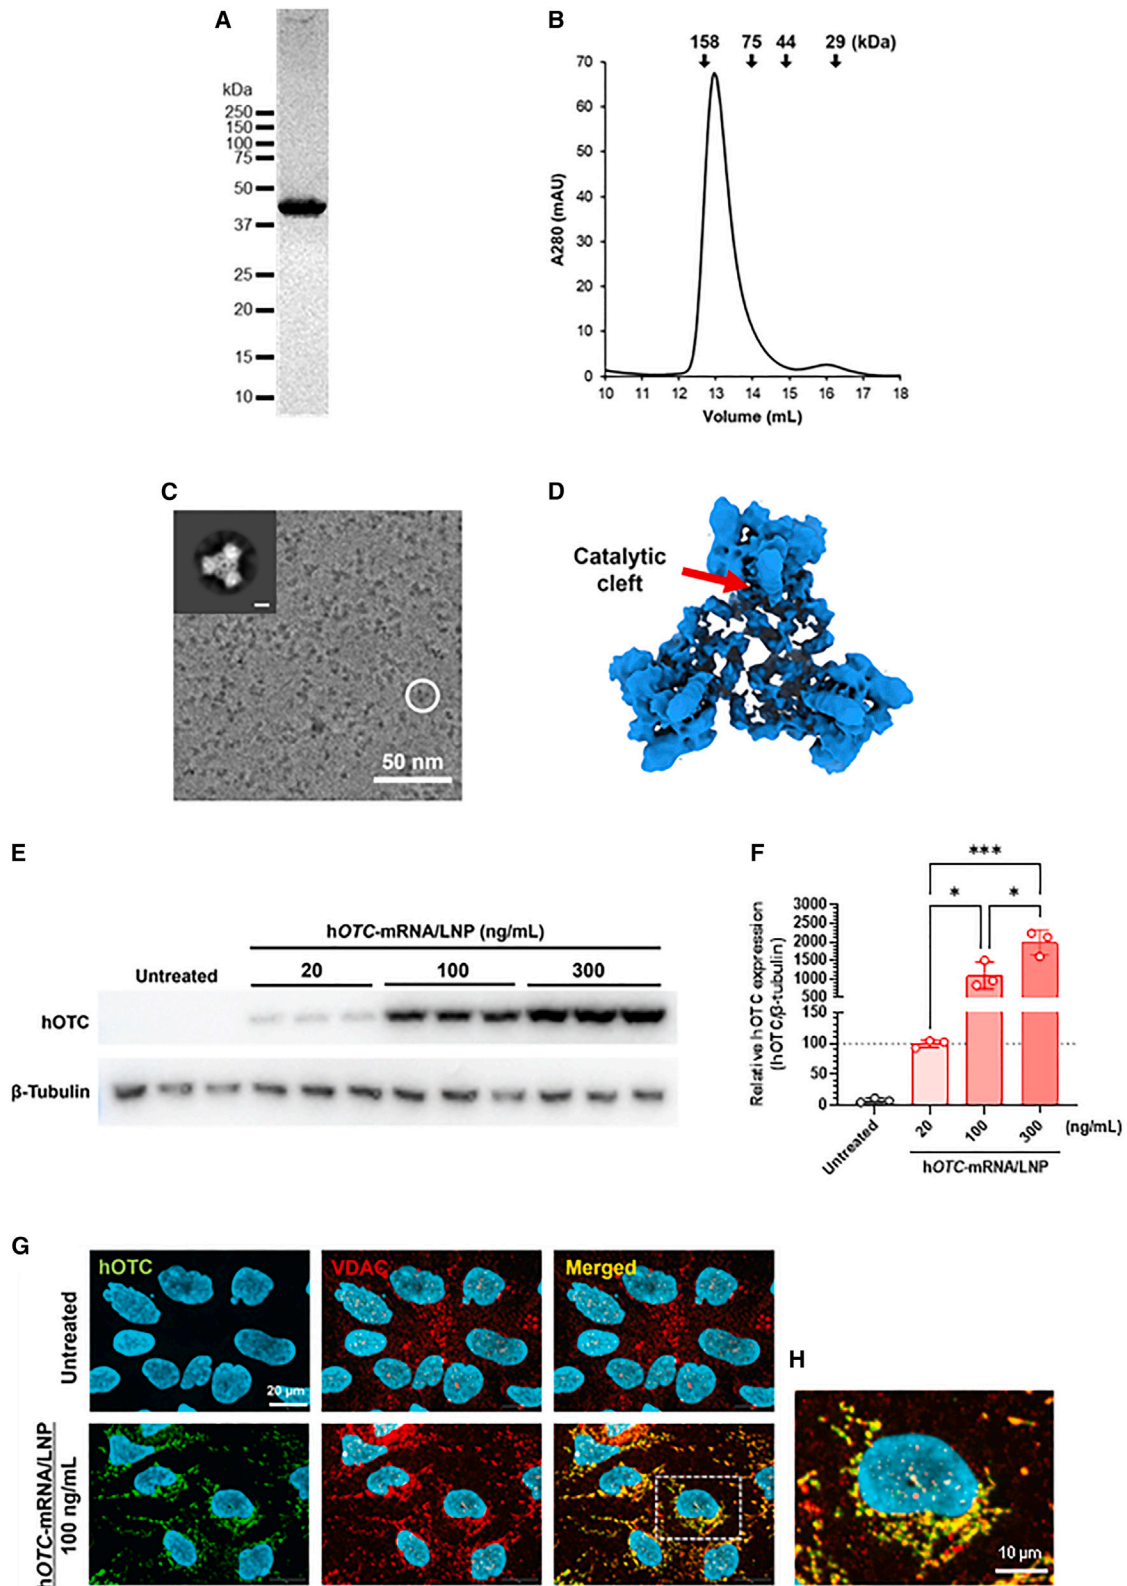 A
kDa
250
150
100
75
50
37
25
20
15
10
B
158 75 44 29 (kDa)
A280 (mAU)
70
60
50
40
30
20
10
0
10 11 12 13 14 15 16 17 18
Volume (mL)
C
50 nm
D
Catalytic
cleft
E
hOTC-mRNA/LNP (ng/mL)
Untreated 20 100 300
hOTC
β-Tubulin
F
*** 
* *
Relative hOTC expression
(hOTC/β-tubulin)
3000
2500
2000
1500
1000
500
150
100
50
0
Untreated 20 100 300 (ng/mL)
hOTC-mRNA/LNP
G
Untreated
hOTC VDAC Merged
20 µm
hOTC-mRNA/LNP
100 ng/mL
H
10 µm